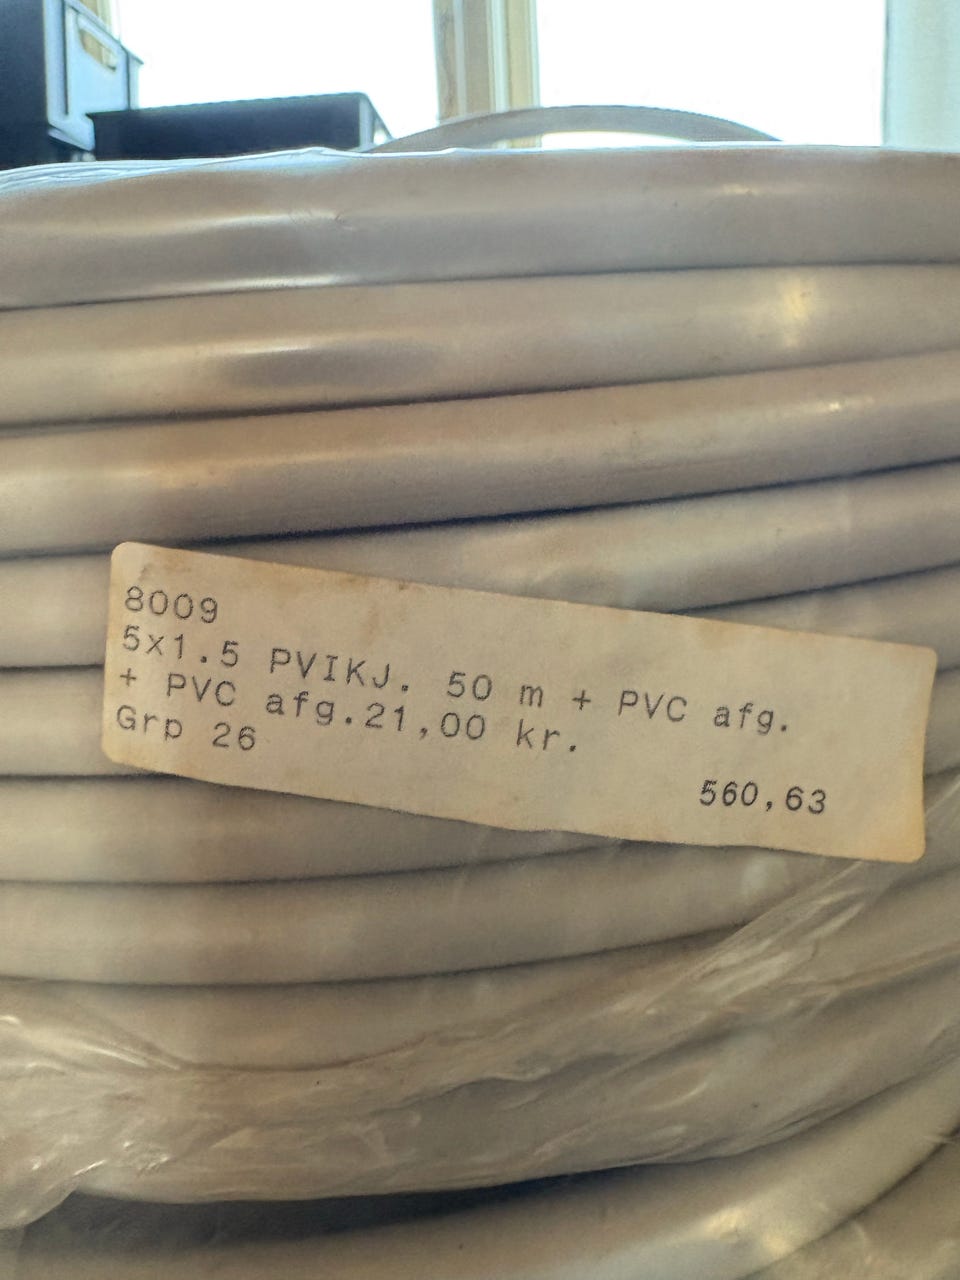 8009
5x1.5 PVIKJ. 50 m + PVC afg.
+ PVC afg.21,00 kr.
Grp 26
560,63